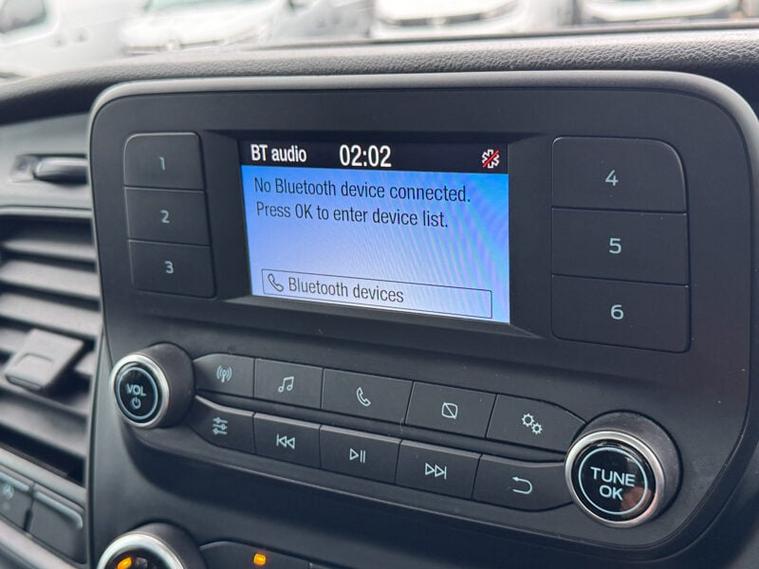 BT audio 02:02
No Bluetooth device connected.
Press OK to enter device list.
Bluetooth devices
1
2
3
4
5
6
VOL
TUNE
OK